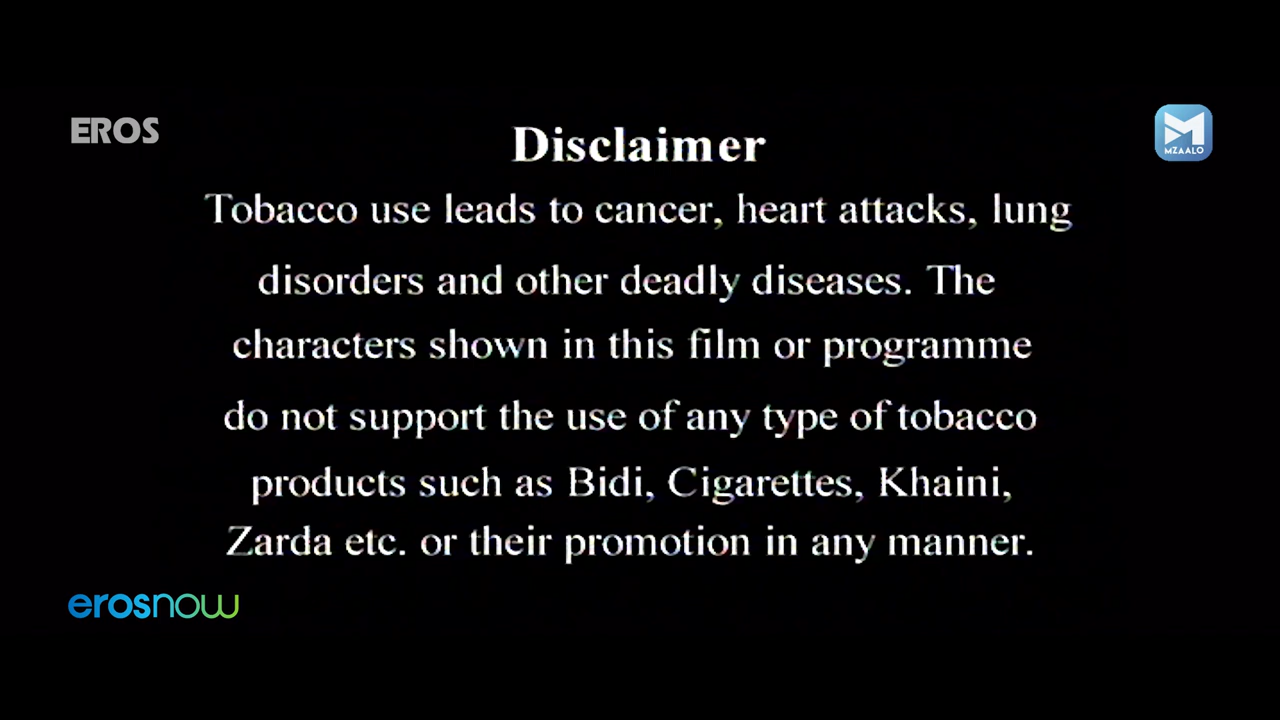 EROS
MZAALO
Disclaimer
Tobacco use leads to cancer, heart attacks, lung
disorders and other deadly diseases. The
characters shown in this film or programme
do not support the use of any type of tobacco
products such as Bidi, Cigarettes, Khaini,
Zarda etc. or their promotion in any manner.
erosnow